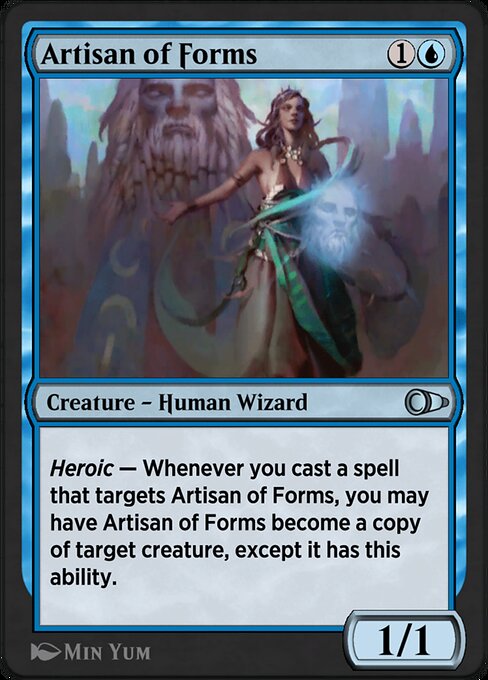 Artisan of Forms 1
Creature – Human Wizard
Heroic — Whenever you cast a spell
that targets Artisan of Forms, you may
have Artisan of Forms become a copy
of target creature, except it has this
ability.
1/1
Min Yum